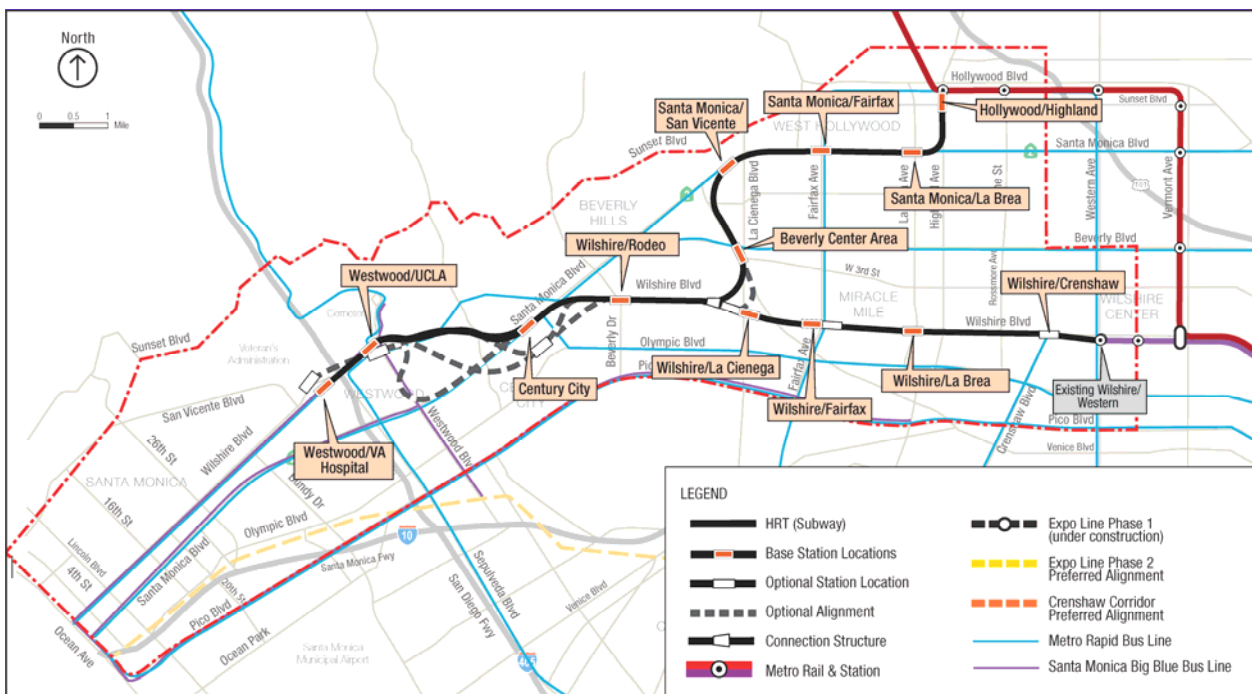 North
0 0.5 1
Mile
Hollywood Blvd
Sunset Blvd
Santa Monica/
San Vicente
Santa Monica/Fairfax
Hollywood/Highland
WEST HOLLYWOOD
Sunset Blvd
Santa Monica Blvd
101
La Cienega Blvd
Fairfax Ave
Western Ave
Vermont Ave
Santa Monica/La Brea
BEVERLY
HILLS
Wilshire/Rodeo
Beverly Center Area
Beverly Blvd
W 3rd St
Rossmore Ave
Westwood/UCLA
Santa Monica Blvd
Wilshire Blvd
MIRACLE
MILE
Wilshire/Crenshaw
WILSHIRE
CENTER
Wilshire Blvd
Cemetery
Beverly Dr
Olympic Blvd
Sunset Blvd
Veteran's
Administration
Century City
Wilshire/La Cienega
Fairfax Ave
Wilshire/La Brea
Wilshire/Fairfax
Existing Wilshire/
Western
WESTWOOD
CITY
San Vicente Blvd
Wilshire Blvd
Westwood/VA
Hospital
Crenshaw Blvd
Pico Blvd
Venice Blvd
26th St
SANTA MONICA
16th St
Bundy Dr
Olympic Blvd
10
Lincoln Blvd
4th St
Santa Monica Blvd
20th St
Santa Monica Fwy
Pico Blvd
Ocean Park
Ocean Ave
Santa Monica
Municipal Airport
San Diego Fwy
Sepulveda Blvd
Venice Blvd
405
LEGEND
HRT (Subway)
Base Station Locations
Optional Station Location
Optional Alignment
Connection Structure
Metro Rail & Station
Expo Line Phase 1
(under construction)
Expo Line Phase 2
Preferred Alignment
Crenshaw Corridor
Preferred Alignment
Metro Rapid Bus Line
Santa Monica Big Blue Bus Line